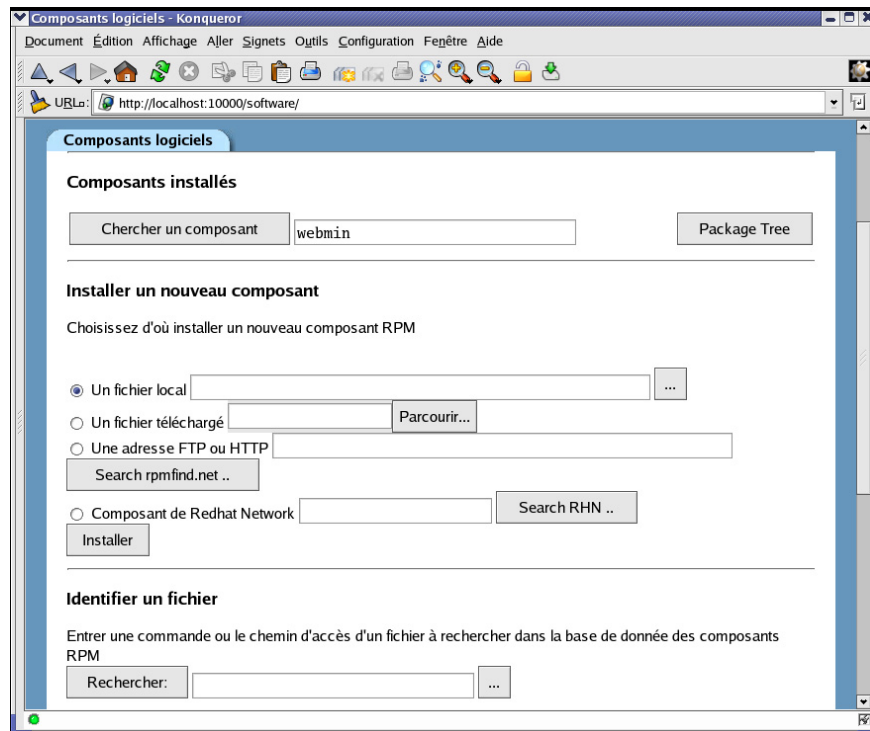 Composants logiciels - Konqueror
Document Édition Affichage Aller Signets Outils Configuration Fenêtre Aide
URL: http://localhost:10000/software/
Composants logiciels
Composants installés
Chercher un composant webmin Package Tree
Installer un nouveau composant
Choisissez d'où installer un nouveau composant RPM
Un fichier local ...
Un fichier téléchargé Parcourir...
Une adresse FTP ou HTTP
Search rpmfind.net ..
Composant de Redhat Network Search RHN ..
Installer
Identifier un fichier
Entrer une commande ou le chemin d'accès d'un fichier à rechercher dans la base de donnée des composants
RPM
Rechercher: ...